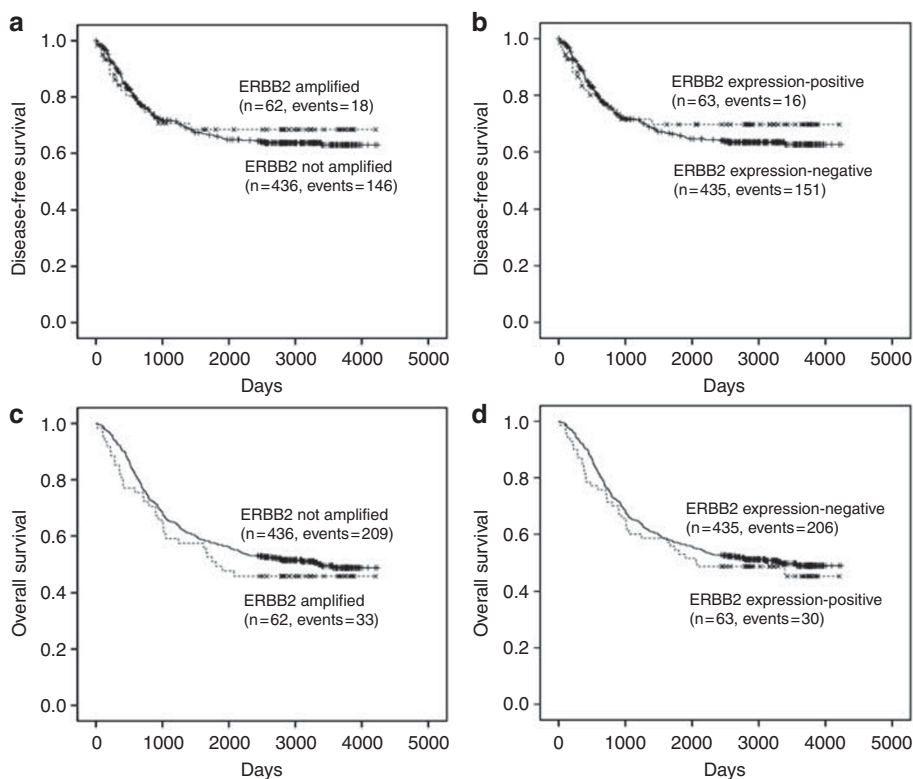 a
Disease-free survival
1.0
0.8
0.6
0.4
0.2
0.0
ERBB2 amplified
(n=62, events=18)
ERBB2 not amplified
(n=436, events=146)
0 1000 2000 3000 4000 5000
Days
b
Disease-free survival
1.0
0.8
0.6
0.4
0.2
0.0
ERBB2 expression-positive
(n=63, events=16)
ERBB2 expression-negative
(n=435, events=151)
0 1000 2000 3000 4000 5000
Days
c
Overall survival
1.0
0.8
0.6
0.4
0.2
0.0
ERBB2 not amplified
(n=436, events=209)
ERBB2 amplified
(n=62, events=33)
0 1000 2000 3000 4000 5000
Days
d
Overall survival
1.0
0.8
0.6
0.4
0.2
0.0
ERBB2 expression-negative
(n=435, events=206)
ERBB2 expression-positive
(n=63, events=30)
0 1000 2000 3000 4000 5000
Days